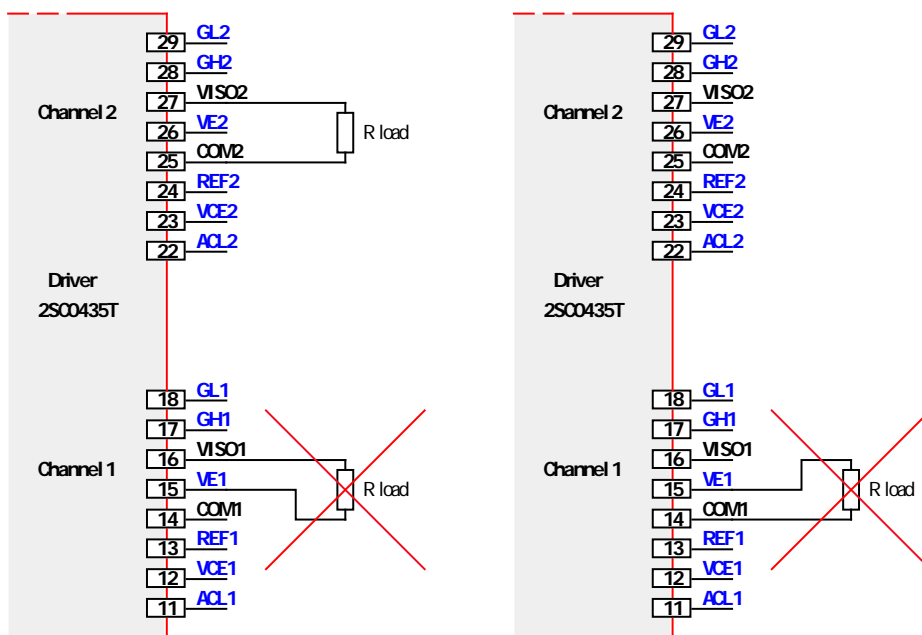 29 GL2
28 GH2
27 VISO2
26 VE2
25 COM2
24 REF2
23 VCE2
22 ACL2
Channel 2
R load
Driver
2SC0435T
18 GL1
17 GH1
16 VISO1
15 VE1
14 COM1
13 REF1
12 VCE1
11 ACL1
Channel 1
R load
29 GL2
28 GH2
27 VISO2
26 VE2
25 COM2
24 REF2
23 VCE2
22 ACL2
Channel 2
Driver
2SC0435T
18 GL1
17 GH1
16 VISO1
15 VE1
14 COM1
13 REF1
12 VCE1
11 ACL1
Channel 1
R load